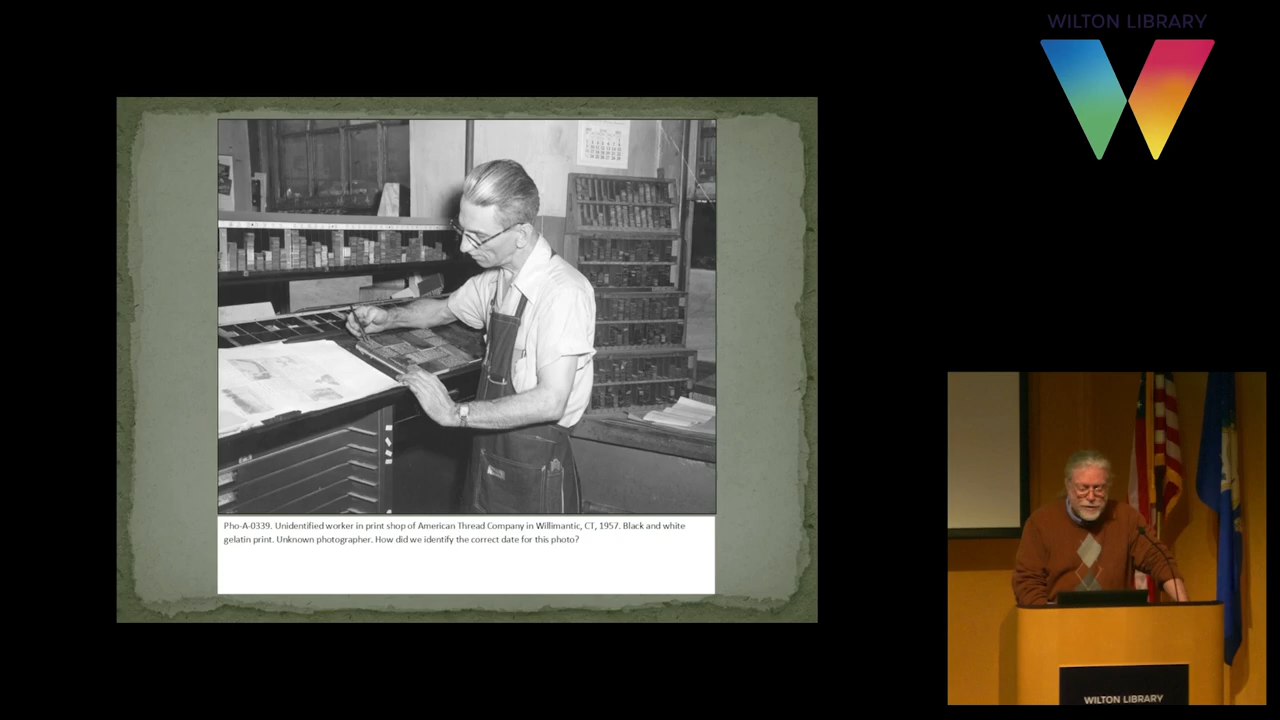 WILTON LIBRARY
Pho-A-0339. Unidentified worker in print shop of American Thread Company in Willimantic, CT, 1957. Black and white
gelatin print. Unknown photographer. How did we identify the correct date for this photo?
WILTON LIBRARY